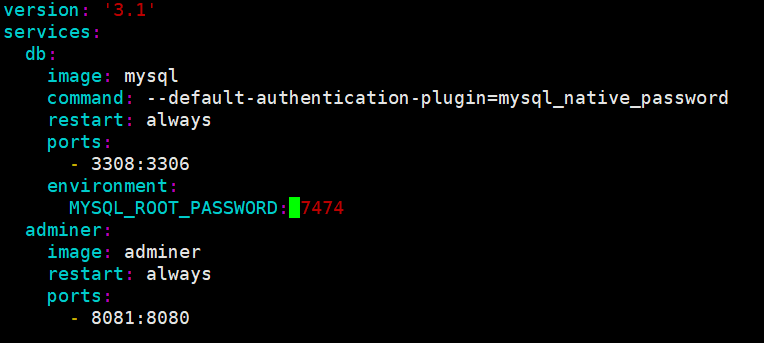 version: '3.1'
services:
  db:
    image: mysql
    command: --default-authentication-plugin=mysql_native_password
    restart: always
    ports:
      - 3308:3306
    environment:
      MYSQL_ROOT_PASSWORD: 7474
  adminer:
    image: adminer
    restart: always
    ports:
      - 8081:8080